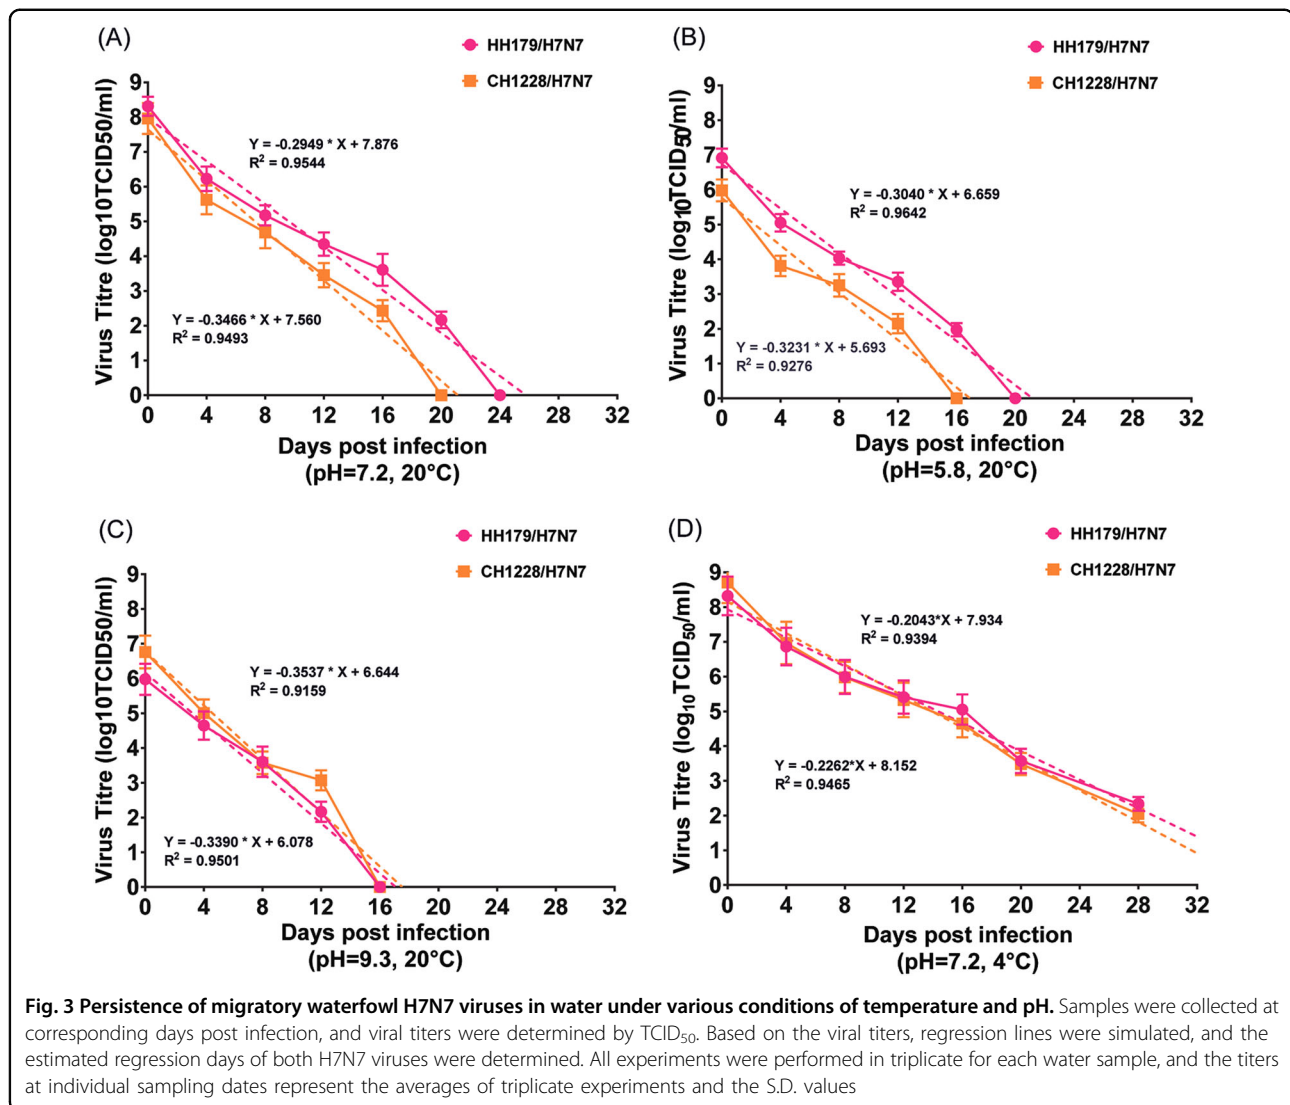 (A)
HH179/H7N7
CH1228/H7N7
Virus Titre (log10TCID50/ml)
9
8
7
6
5
4
3
2
1
0
Y = -0.2949 * X + 7.876
R² = 0.9544
Y = -0.3466 * X + 7.560
R² = 0.9493
0 4 8 12 16 20 24 28 32
Days post infection
(pH=7.2, 20°C)
(B)
HH179/H7N7
CH1228/H7N7
Virus Titre (log₁₀TCID₅₀/ml)
9
8
7
6
5
4
3
2
1
0
Y = -0.3040 * X + 6.659
R² = 0.9642
Y = -0.3231 * X + 5.693
R² = 0.9276
0 4 8 12 16 20 24 28 32
Days post infection
(pH=5.8, 20°C)
(C)
HH179/H7N7
CH1228/H7N7
Virus Titre (log10TCID50/ml)
9
8
7
6
5
4
3
2
1
0
Y = -0.3537 * X + 6.644
R² = 0.9159
Y = -0.3390 * X + 6.078
R² = 0.9501
0 4 8 12 16 20 24 28 32
Days post infection
(pH=9.3, 20°C)
(D)
HH179/H7N7
CH1228/H7N7
Virus Titre (log₁₀TCID₅₀/ml)
9
8
7
6
5
4
3
2
1
0
Y = -0.2043*X + 7.934
R² = 0.9394
Y = -0.2262*X + 8.152
R² = 0.9465
0 4 8 12 16 20 24 28 32
Days post infection
(pH=7.2, 4°C)
Fig. 3 Persistence of migratory waterfowl H7N7 viruses in water under various conditions of temperature and pH. Samples were collected at
corresponding days post infection, and viral titers were determined by TCID₅₀. Based on the viral titers, regression lines were simulated, and the
estimated regression days of both H7N7 viruses were determined. All experiments were performed in triplicate for each water sample, and the titers
at individual sampling dates represent the averages of triplicate experiments and the S.D. values